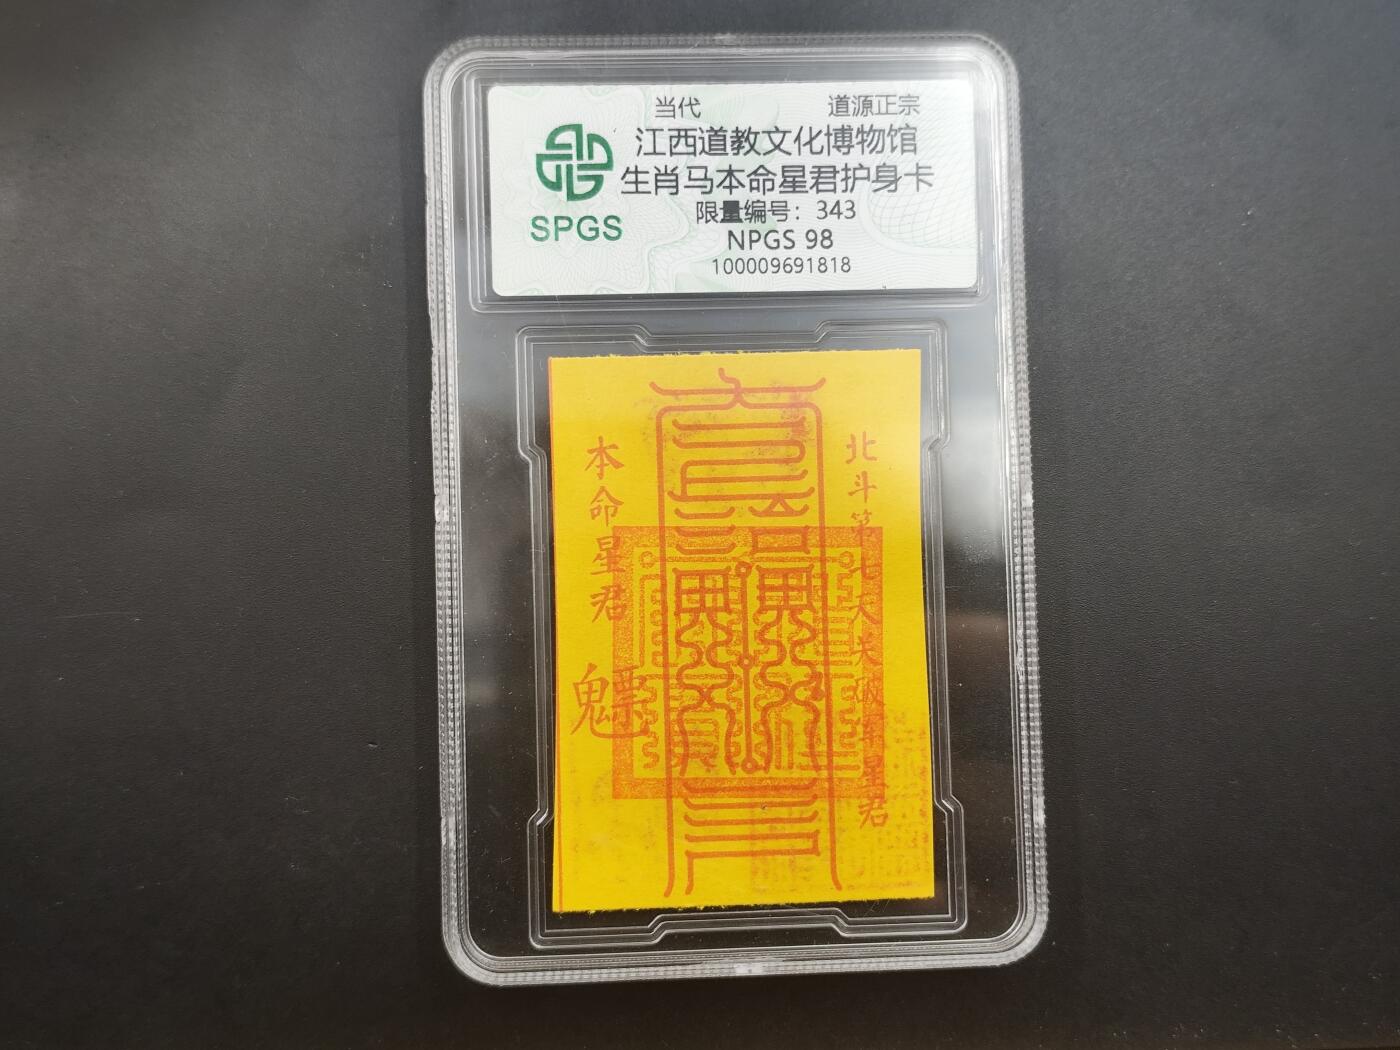 当代 道源正宗
江西道教文化博物馆
生肖马本命星君护身卡
限量编号：343
NPGS 98
100009691818
SPGS
北斗第七天关破军星君
本命星君